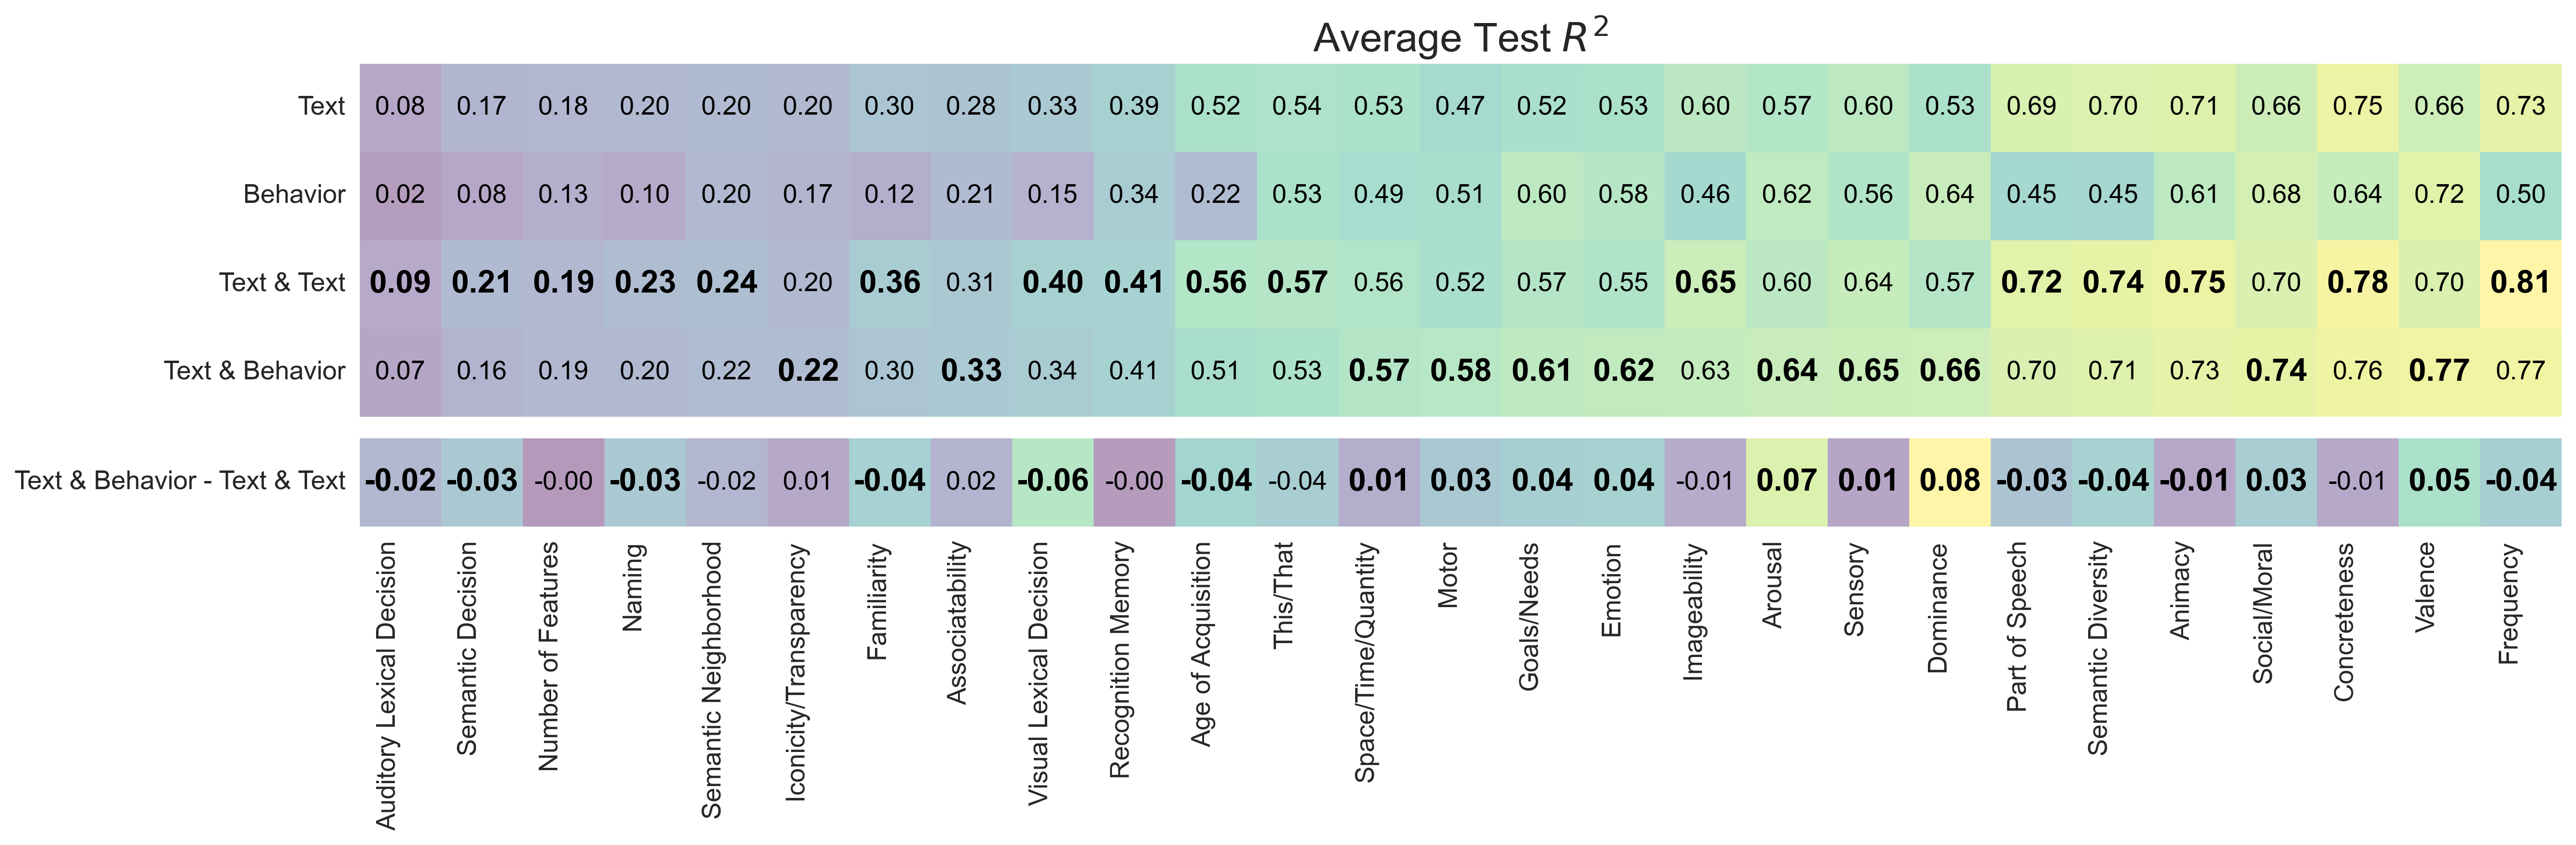 Average Test R²
Text 0.08 0.17 0.18 0.20 0.20 0.20 0.30 0.28 0.33 0.39 0.52 0.54 0.53 0.47 0.52 0.53 0.60 0.57 0.60 0.53 0.69 0.70 0.71 0.66 0.75 0.66 0.73
Behavior 0.02 0.08 0.13 0.10 0.20 0.17 0.12 0.21 0.15 0.34 0.22 0.53 0.49 0.51 0.60 0.58 0.46 0.62 0.56 0.64 0.45 0.45 0.61 0.68 0.64 0.72 0.50
Text & Text 0.09 0.21 0.19 0.23 0.24 0.20 0.36 0.31 0.40 0.41 0.56 0.57 0.56 0.52 0.57 0.55 0.65 0.60 0.64 0.57 0.72 0.74 0.75 0.70 0.78 0.70 0.81
Text & Behavior 0.07 0.16 0.19 0.20 0.22 0.22 0.30 0.33 0.34 0.41 0.51 0.53 0.57 0.58 0.61 0.62 0.63 0.64 0.65 0.66 0.70 0.71 0.73 0.74 0.76 0.77 0.77
Text & Behavior - Text & Text -0.02 -0.03 -0.00 -0.03 -0.02 0.01 -0.04 0.02 -0.06 -0.00 -0.04 -0.04 0.01 0.03 0.04 0.04 -0.01 0.07 0.01 0.08 -0.03 -0.04 -0.01 0.03 -0.01 0.05 -0.04
Auditory Lexical Decision
Semantic Decision
Number of Features
Naming
Semantic Neighborhood
Iconicity/Transparency
Familiarity
Associatability
Visual Lexical Decision
Recognition Memory
Age of Acquisition
This/That
Space/Time/Quantity
Motor
Goals/Needs
Emotion
Imageability
Arousal
Sensory
Dominance
Part of Speech
Semantic Diversity
Animacy
Social/Moral
Concreteness
Valence
Frequency